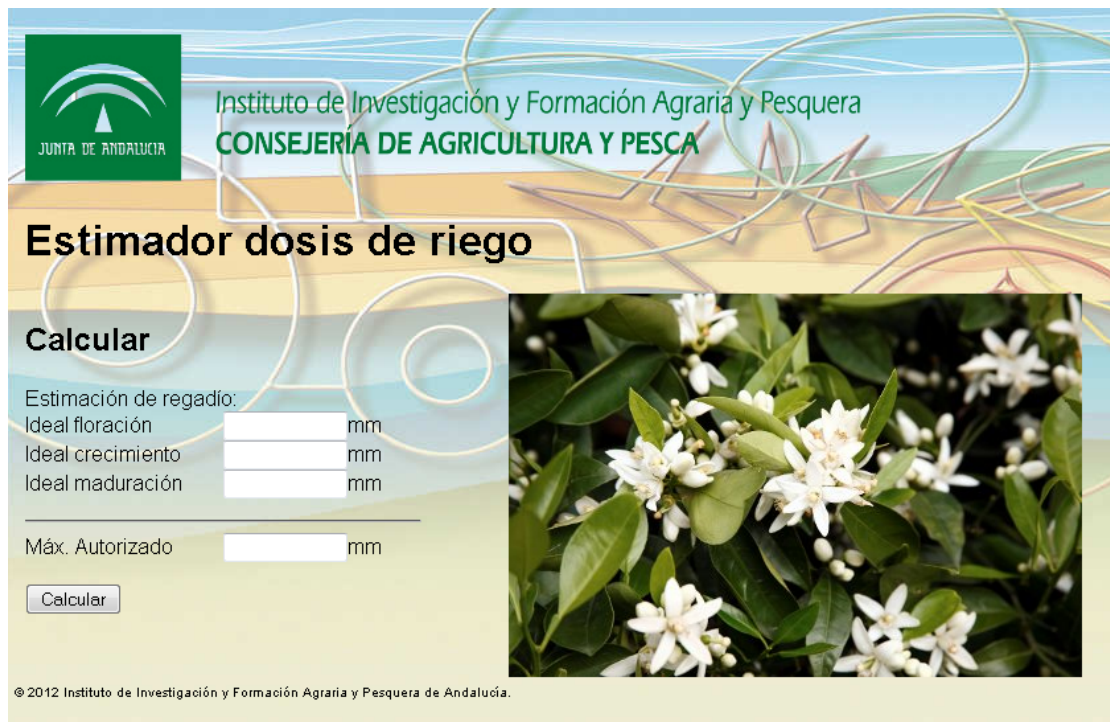 JUNTA DE ANDALUCIA
Instituto de Investigación y Formación Agraria y Pesquera
CONSEJERÍA DE AGRICULTURA Y PESCA
Estimador dosis de riego
Calcular
Estimación de regadío:
Ideal floración mm
Ideal crecimiento mm
Ideal maduración mm
Máx. Autorizado mm
Calcular
© 2012 Instituto de Investigación y Formación Agraria y Pesquera de Andalucía.